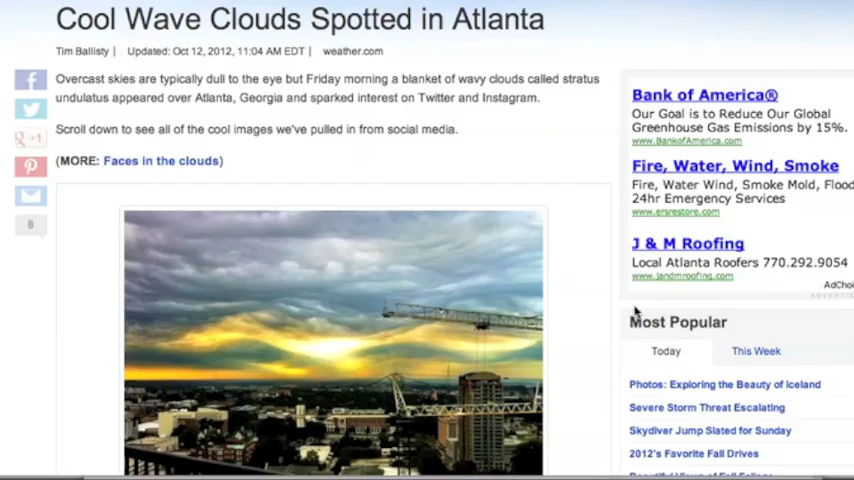 Cool Wave Clouds Spotted in Atlanta
Tim Ballisty | Updated: Oct 12, 2012, 11:04 AM EDT | weather.com
Overcast skies are typically dull to the eye but Friday morning a blanket of wavy clouds called stratus
undulatus appeared over Atlanta, Georgia and sparked interest on Twitter and Instagram.
Scroll down to see all of the cool images we've pulled in from social media.
(MORE: Faces in the clouds)
+1
8
Bank of America®
Our Goal is to Reduce Our Global
Greenhouse Gas Emissions by 15%.
www.BankofAmerica.com
Fire, Water, Wind, Smoke
Fire, Water Wind, Smoke Mold, Flood
24hr Emergency Services
www.ersrestore.com
J & M Roofing
Local Atlanta Roofers 770.292.9054
www.jandmroofing.com
AdChoi
ADVERTIS
Most Popular
Today This Week
Photos: Exploring the Beauty of Iceland
Severe Storm Threat Escalating
Skydiver Jump Slated for Sunday
2012's Favorite Fall Drives
Beautiful Views of Fall Foliage